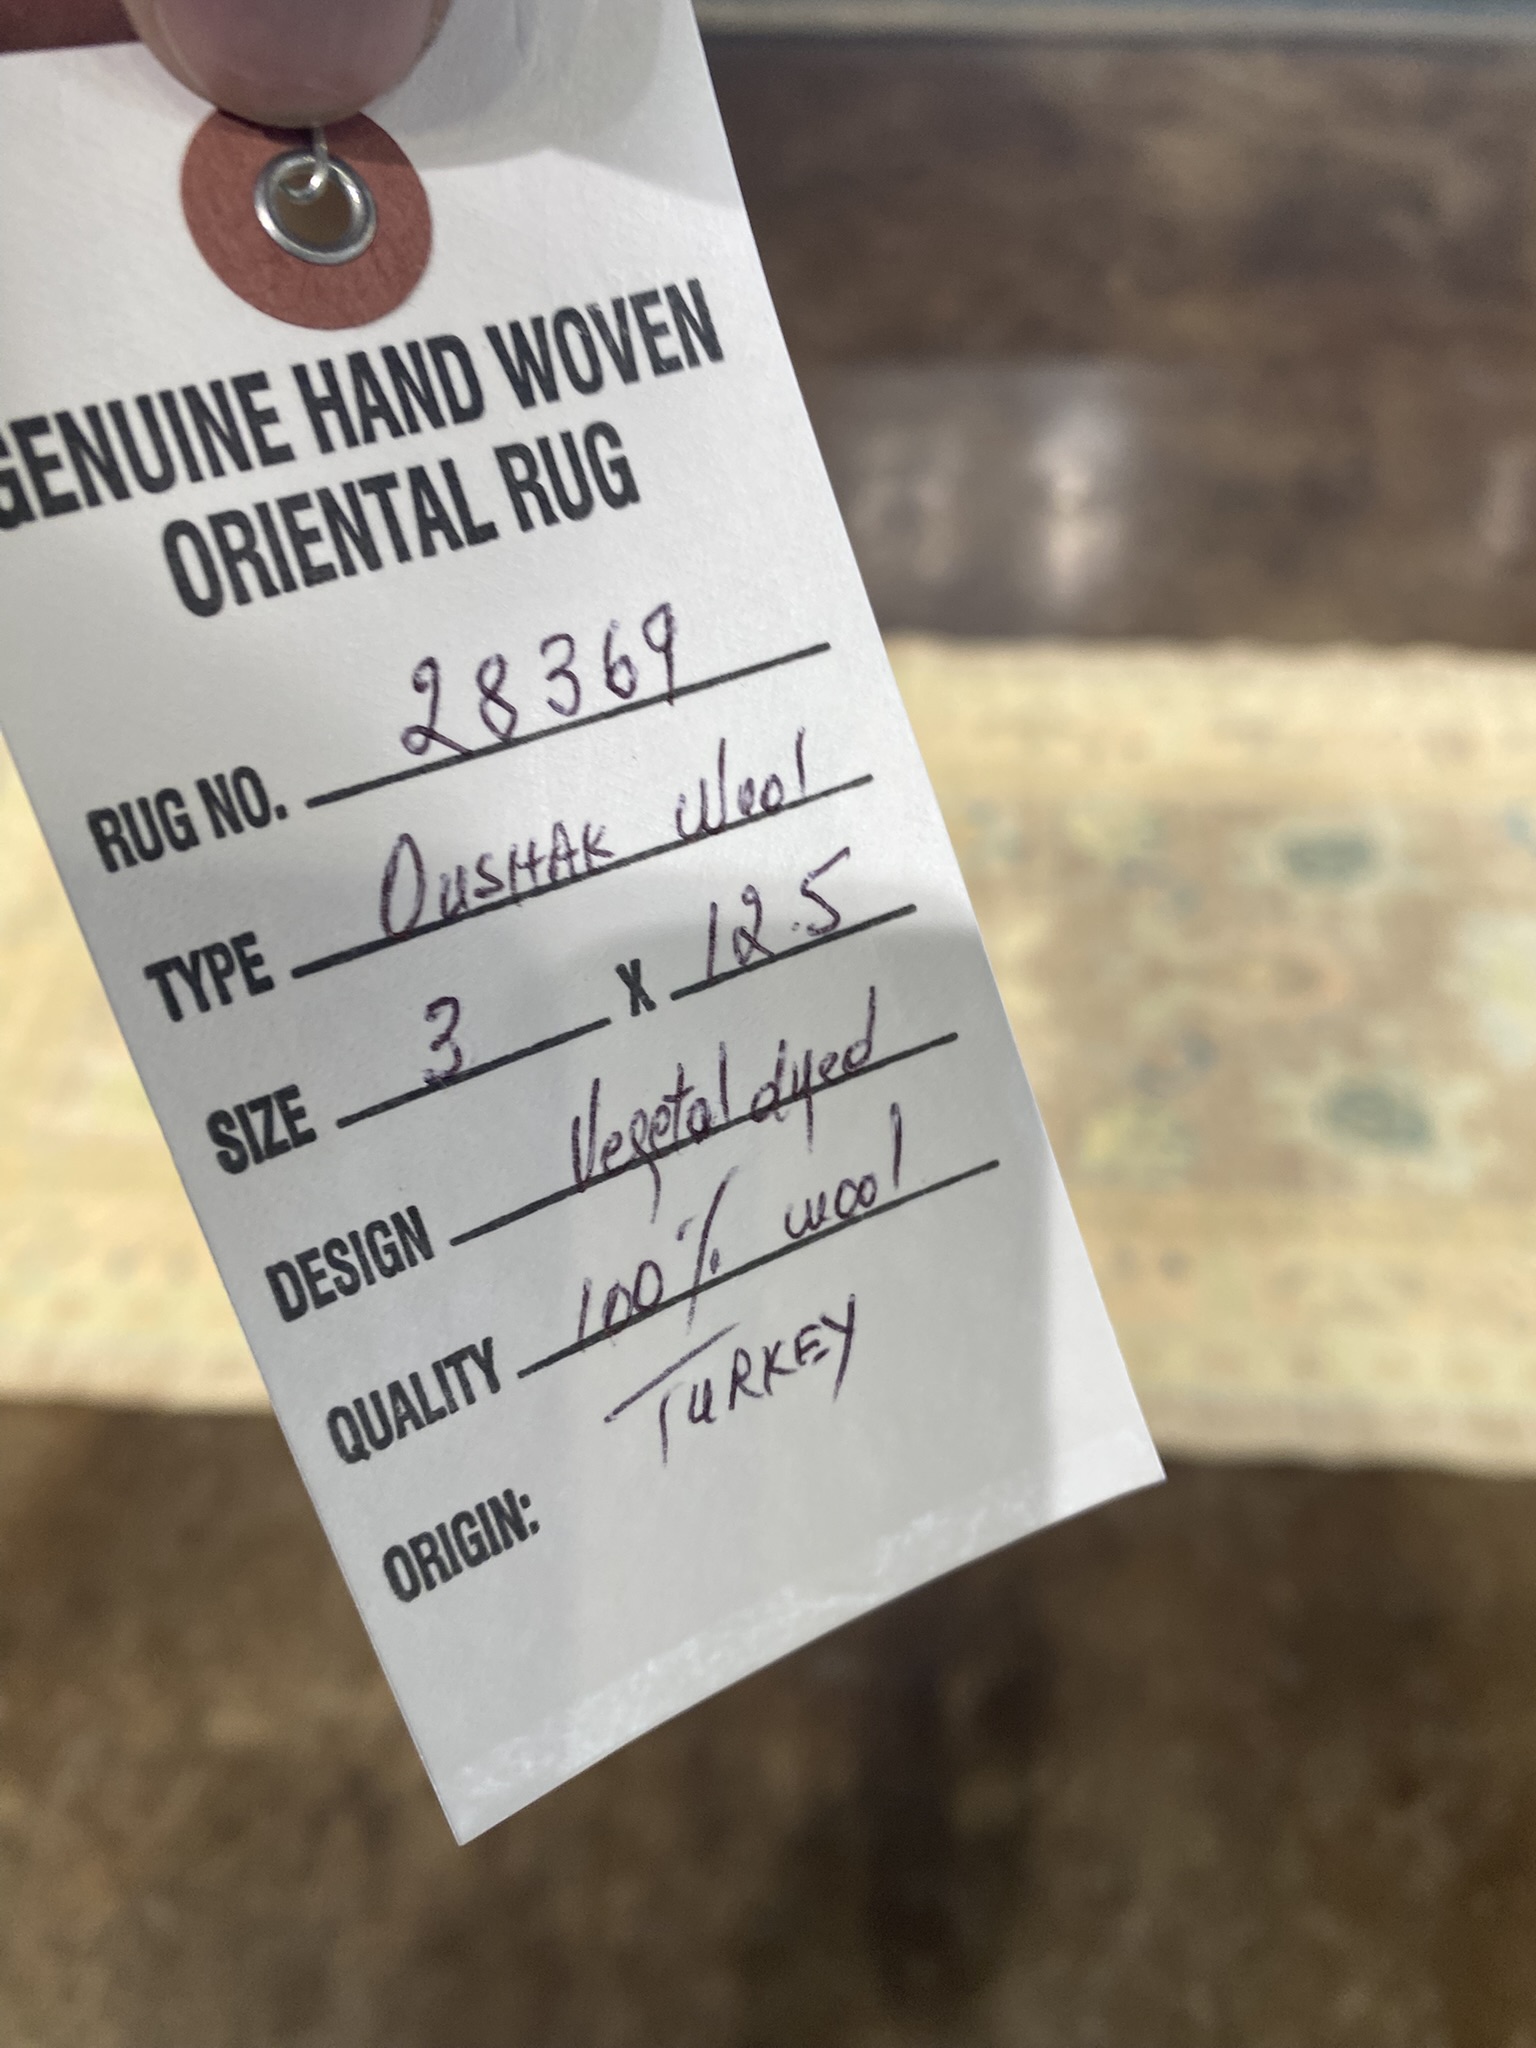 GENUINE HAND WOVEN
ORIENTAL RUG
RUG NO. 28369
TYPE OUSHAK Wool
SIZE 3 X 12.5
DESIGN Vegetal dyed
QUALITY 100% wool
ORIGIN: TURKEY